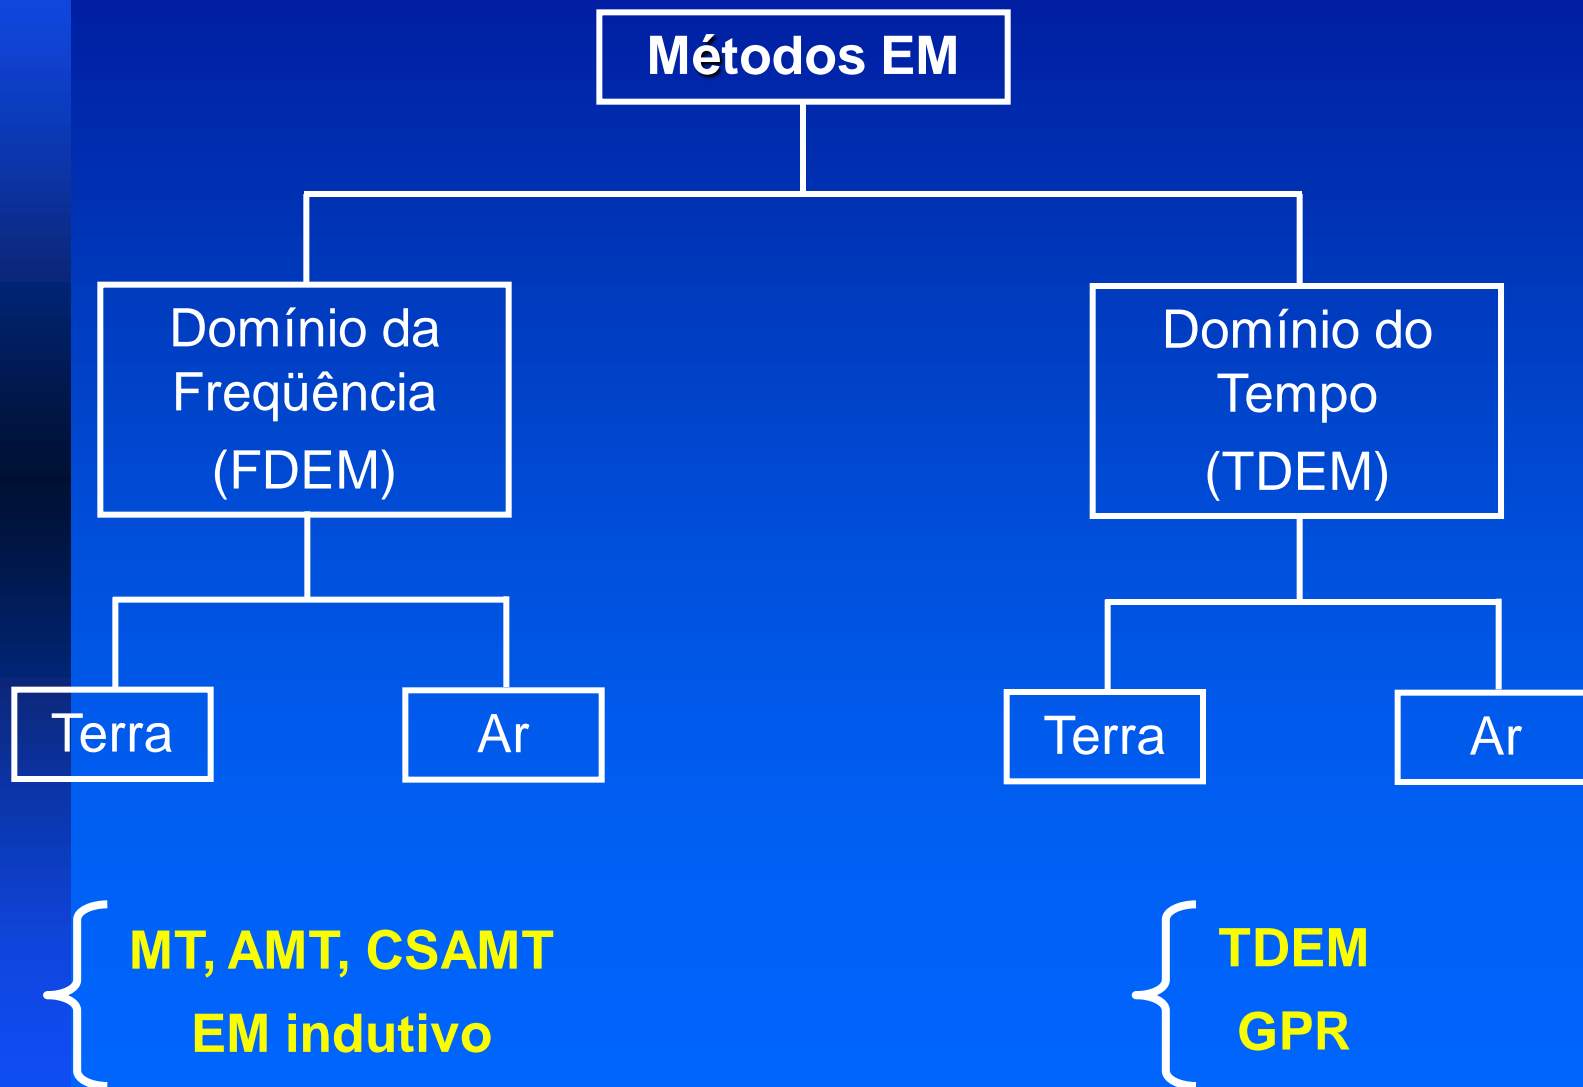 Métodos EM
Domínio da
Freqüência
(FDEM)
Domínio do
Tempo
(TDEM)
Terra
Ar
Terra
Ar
MT, AMT, CSAMT
EM indutivo
TDEM
GPR